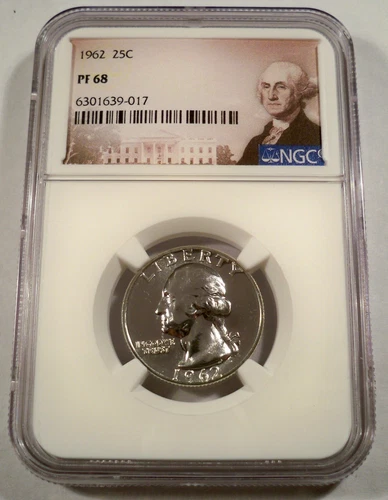 1962 25C
PF 68
6301639-017
NGC
LIBERTY
IN GOD WE
TRUST
1962